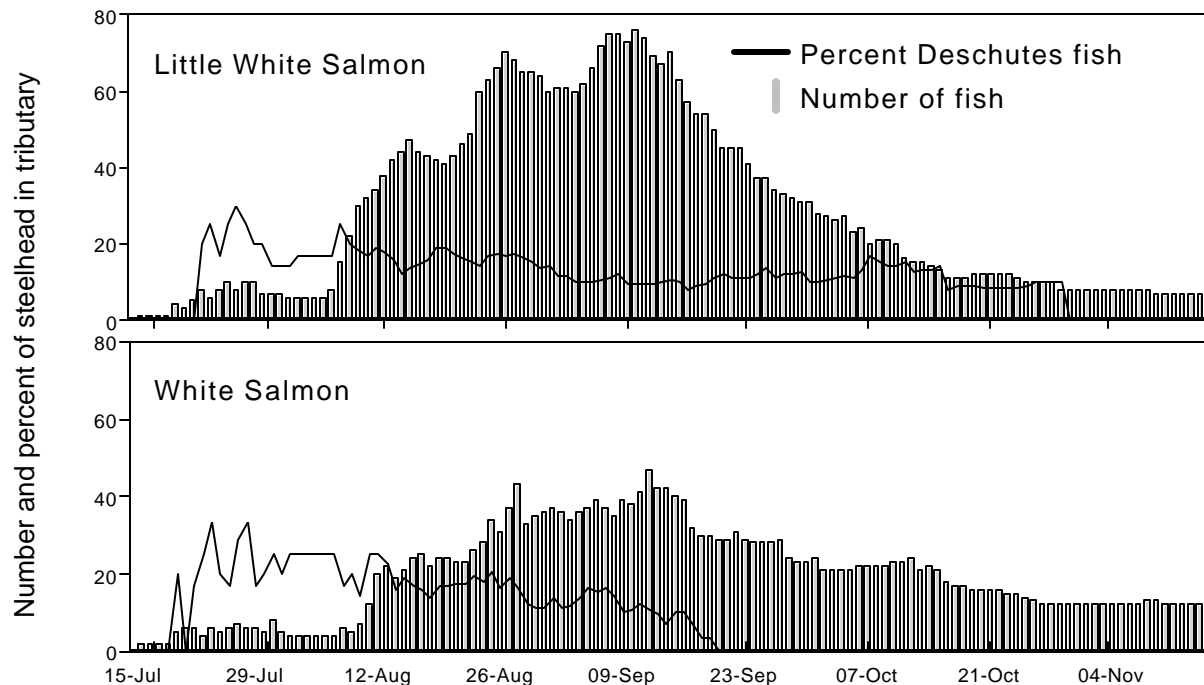 Number and percent of steelhead in tributary
80
60
40
20
0
Little White Salmon
Percent Deschutes fish
Number of fish
80
60
40
20
0
White Salmon
15-Jul 29-Jul 12-Aug 26-Aug 09-Sep 23-Sep 07-Oct 21-Oct 04-Nov